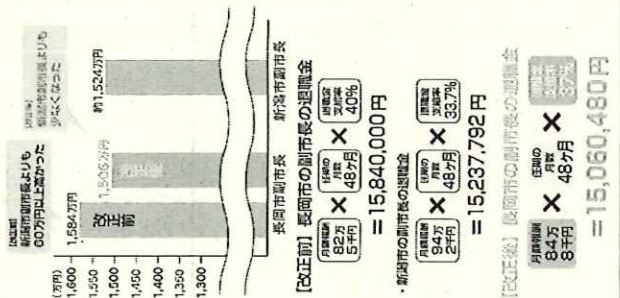 (万円)
1,600
1,550
1,500
1,450
1,400
1,350
1,300
【改正前】
新潟市副市長よりも
60万円以上高かった
1,584万円
改正前
1,506万円
【改正後】
新潟市副市長よりも
少なくなった
約1,524万円
長岡市副市長
新潟市副市長
【改正前】長岡市の副市長の退職金
月額報酬
82万
5千円
×
任期の
月数
48ヶ月
×
退職金
支給率
40%
=15,840,000円
・新潟市の副市長の退職金
月額報酬
94万
2千円
×
任期の
月数
48ヶ月
×
退職金
支給率
33.7%
=15,237,792円
【改正後】長岡市の副市長の退職金
月額報酬
84万
8千円
×
任期の
月数
48ヶ月
×
退職金
支給率
37%
=15,060,480円